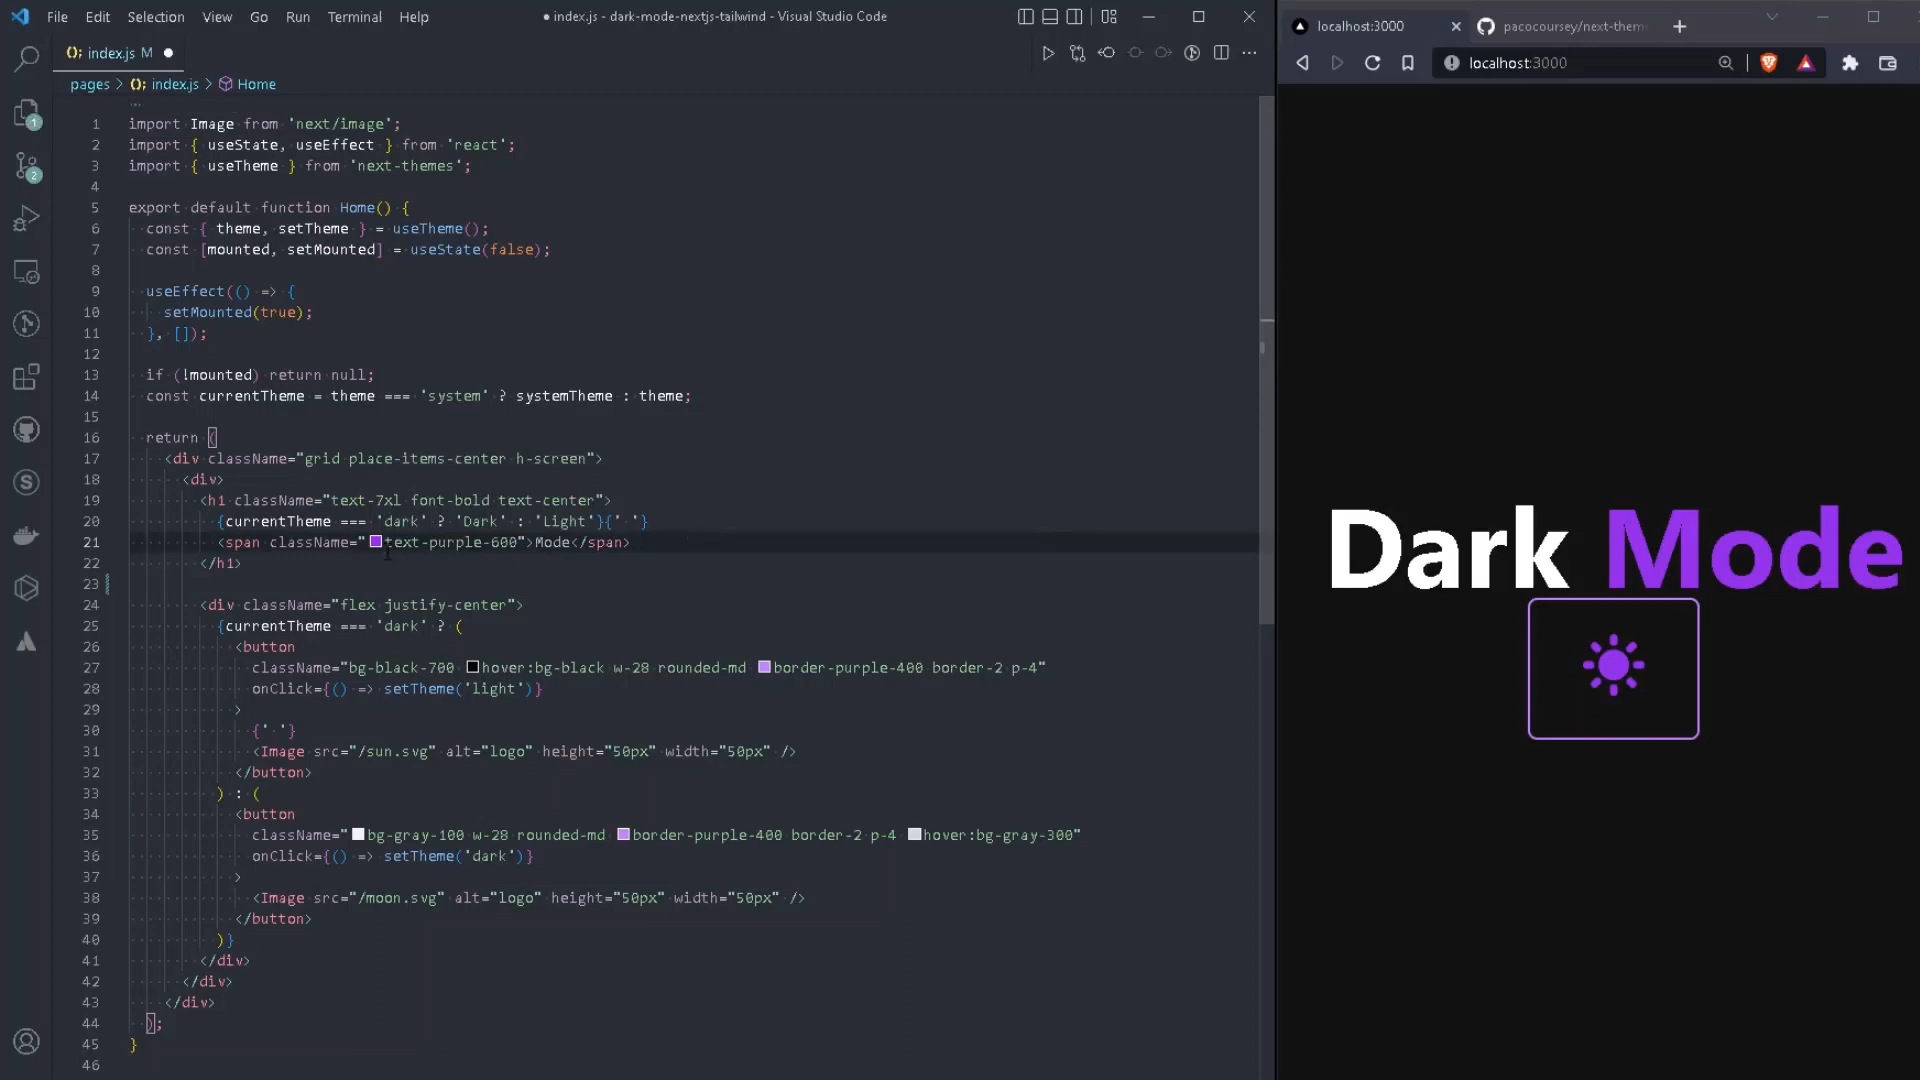 File Edit Selection View Go Run Terminal Help
● index.js - dark-mode-nextjs-tailwind - Visual Studio Code
index.js M
pages > index.js > Home
1 import Image from 'next/image';
2 import { useState, useEffect } from 'react';
3 import { useTheme } from 'next-themes';
4
5 export default function Home() {
6 const { theme, setTheme } = useTheme();
7 const [mounted, setMounted] = useState(false);
8
9 useEffect(() => {
10 setMounted(true);
11 }, []);
12
13 if (!mounted) return null;
14 const currentTheme = theme === 'system' ? systemTheme : theme;
15
16 return (
17 <div className="grid place-items-center h-screen">
18 <div>
19 <h1 className="text-7xl font-bold text-center">
20 {currentTheme === 'dark' ? 'Dark' : 'Light'}{' '}
21 <span className="text-purple-600">Mode</span>
22 </h1>
23
24 <div className="flex justify-center">
25 {currentTheme === 'dark' ? (
26 <button
27 className="bg-black-700 hover:bg-black w-28 rounded-md border-purple-400 border-2 p-4"
28 onClick={() => setTheme('light')}
29 >
30 {' '}
31 <Image src="/sun.svg" alt="logo" height="50px" width="50px" />
32 </button>
33 ) : (
34 <button
35 className="bg-gray-100 w-28 rounded-md border-purple-400 border-2 p-4 hover:bg-gray-300"
36 onClick={() => setTheme('dark')}
37 >
38 <Image src="/moon.svg" alt="logo" height="50px" width="50px" />
39 </button>
40 )}
41 </div>
42 </div>
43 </div>
44 );
45 }
46
1
2
localhost:3000
pacocoursey/next-them
localhost:3000
Dark Mode